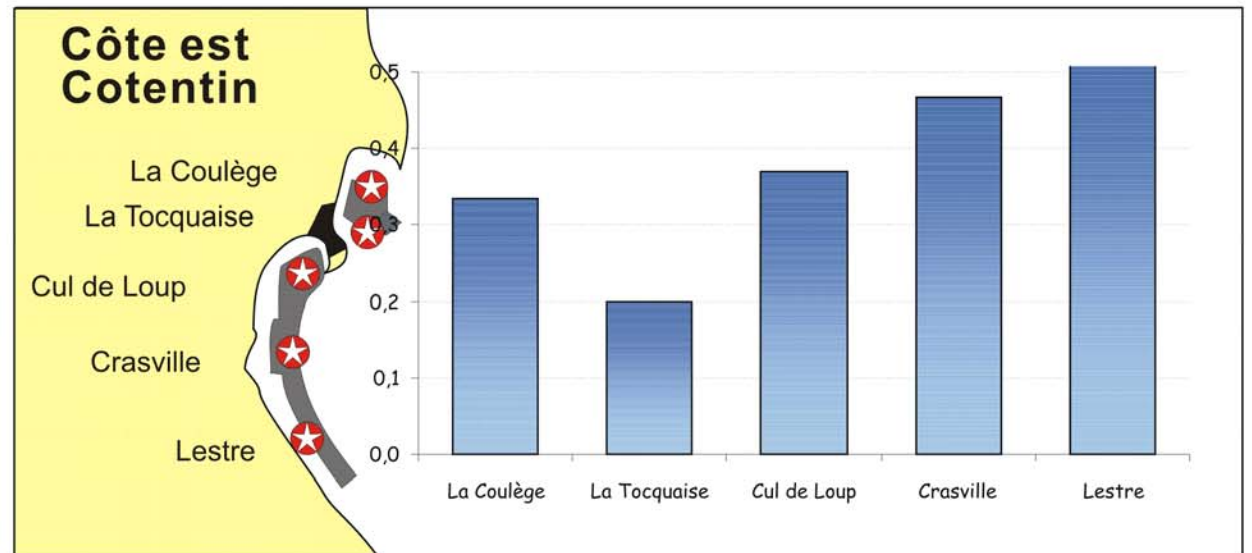 Côte est
Cotentin
La Coulège
La Tocquaise
Cul de Loup
Crasville
Lestre
0,5
0,4
0,3
0,2
0,1
0,0
La Coulège
La Tocquaise
Cul de Loup
Crasville
Lestre